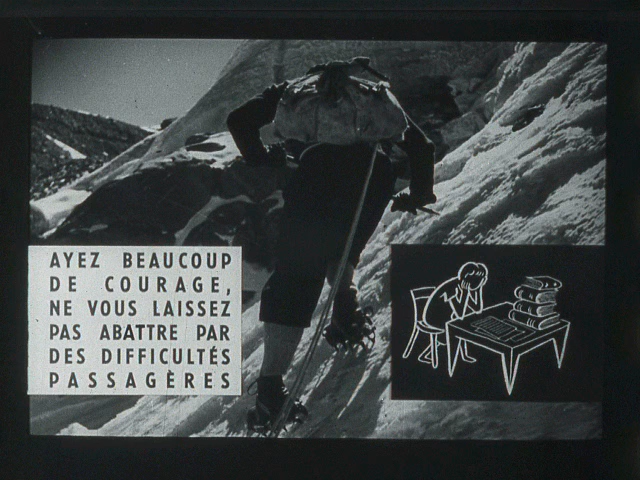 AYEZ BEAUCOUP
DE COURAGE,
NE VOUS LAISSEZ
PAS ABATTRE PAR
DES DIFFICULTÉS
PASSAGÈRES